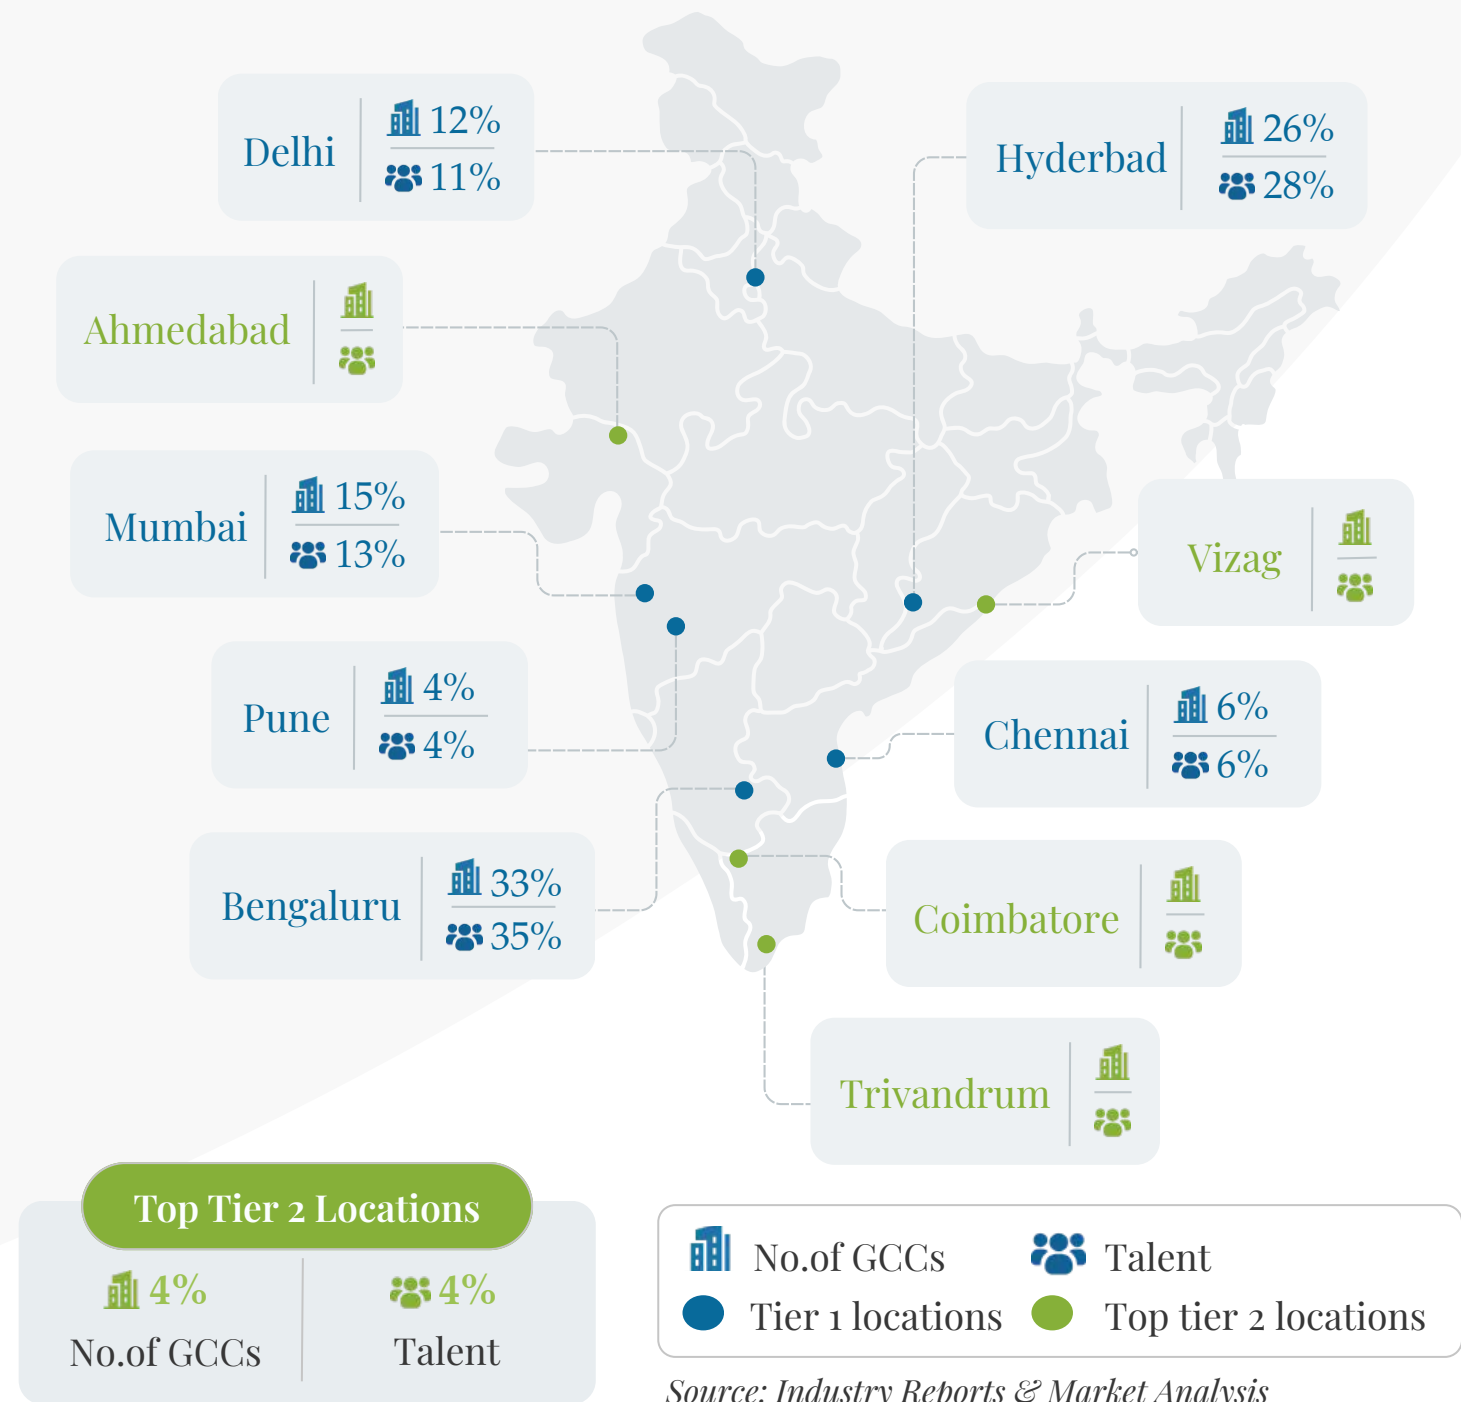 Delhi
12%
11%
Hyderbad
26%
28%
Ahmedabad
Mumbai
15%
13%
Vizag
Pune
4%
4%
Chennai
6%
6%
Bengaluru
33%
35%
Coimbatore
Trivandrum
Top Tier 2 Locations
4%
No.of GCCs
4%
Talent
No.of GCCs
Talent
Tier 1 locations
Top tier 2 locations
Source: Industry Reports & Market Analysis